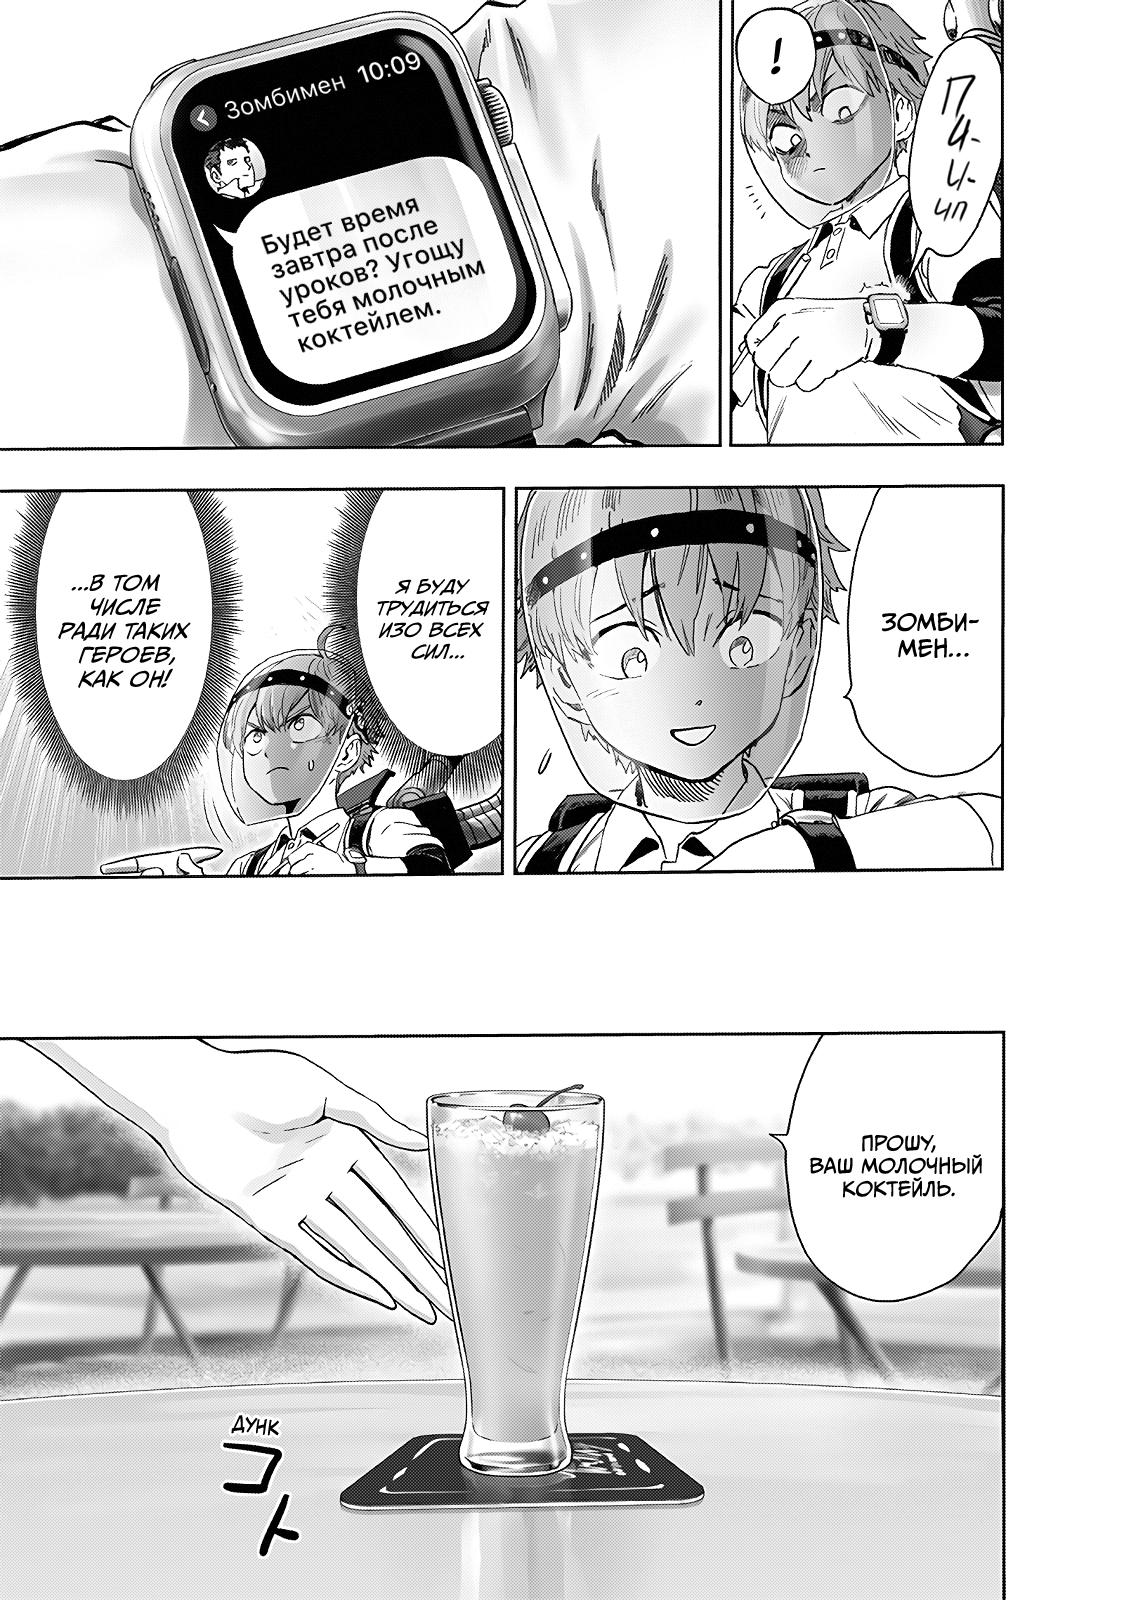 !
ПИ-
И-
ИП
Зомбимен 10:09
Будет время
завтра после
уроков? Угощу
тебя молочным
коктейлем.
ЗОМБИ-
МЕН...
Я БУДУ
ТРУДИТЬСЯ
ИЗО ВСЕХ
СИЛ...
...В ТОМ
ЧИСЛЕ
РАДИ ТАКИХ
ГЕРОЕВ,
КАК ОН!
ПРОШУ,
ВАШ МОЛОЧНЫЙ
КОКТЕЙЛЬ.
ДУНК
コト